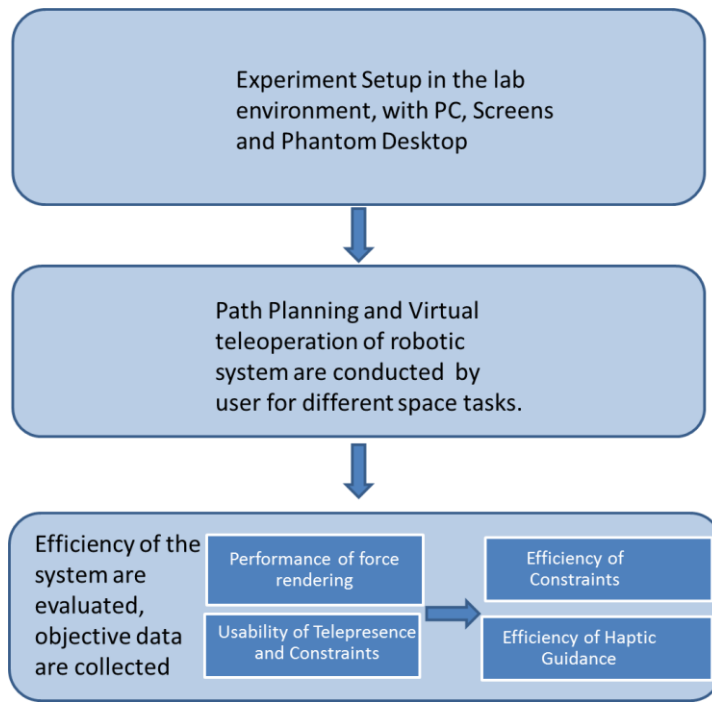 Experiment Setup in the lab
environment, with PC, Screens
and Phantom Desktop
Path Planning and Virtual
teleoperation of robotic
system are conducted by
user for different space tasks.
Efficiency of the
system are
evaluated,
objective data
are collected
Performance of force
rendering
Usability of Telepresence
and Constraints
Efficiency of
Constraints
Efficiency of Haptic
Guidance